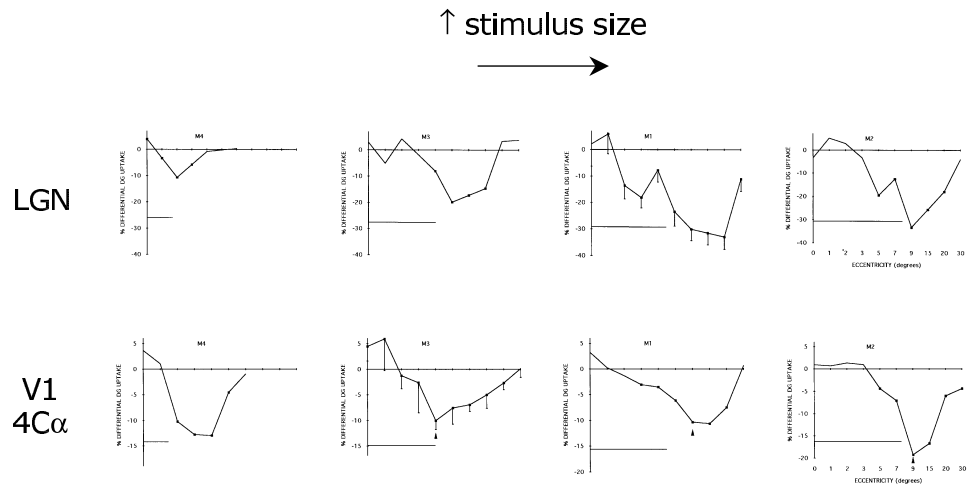 ↑ stimulus size
LGN
M4
% DIFFERENTIAL DG UPTAKE
0
-10
-20
-30
-40
M3
% DIFFERENTIAL DG UPTAKE
0
-10
-20
-30
-40
M1
% DIFFERENTIAL DG UPTAKE
0
-10
-20
-30
-40
M2
% DIFFERENTIAL DG UPTAKE
0
-10
-20
-30
-40
0 1 2 3 5 7 9 15 20 30
ECCENTRICITY (degrees)
V1
4Cα
M4
% DIFFERENTIAL DG UPTAKE
5
0
-5
-10
-15
M3
% DIFFERENTIAL DG UPTAKE
5
0
-5
-10
-15
M1
% DIFFERENTIAL DG UPTAKE
5
0
-5
-10
-15
-20
M2
% DIFFERENTIAL DG UPTAKE
5
0
-5
-10
-15
-20
0 1 2 3 5 7 9 15 20 30
ECCENTRICITY (degrees)